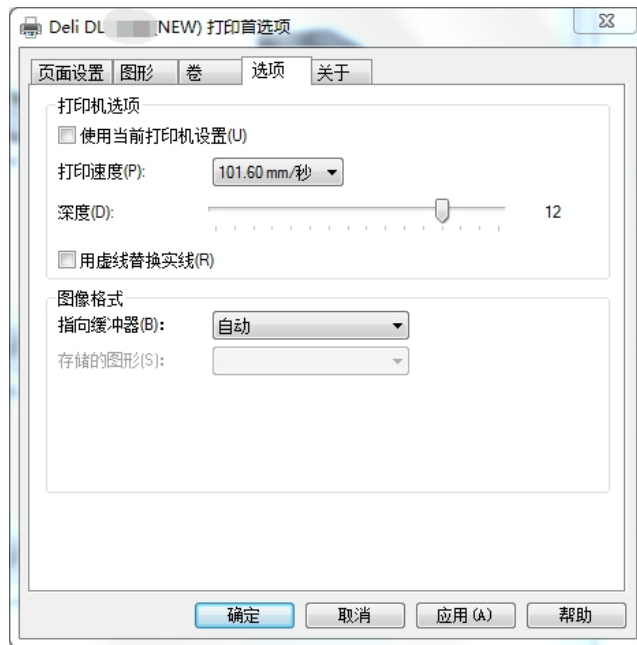 Deli DL (NEW) 打印首选项
页面设置 图形 卷 选项 关于
打印机选项
使用当前打印机设置(U)
打印速度(P): 101.60 mm/秒
深度(D): 12
用虚线替换实线(R)
图像格式
指向缓冲器(B): 自动
存储的图形(S):
确定 取消 应用(A) 帮助